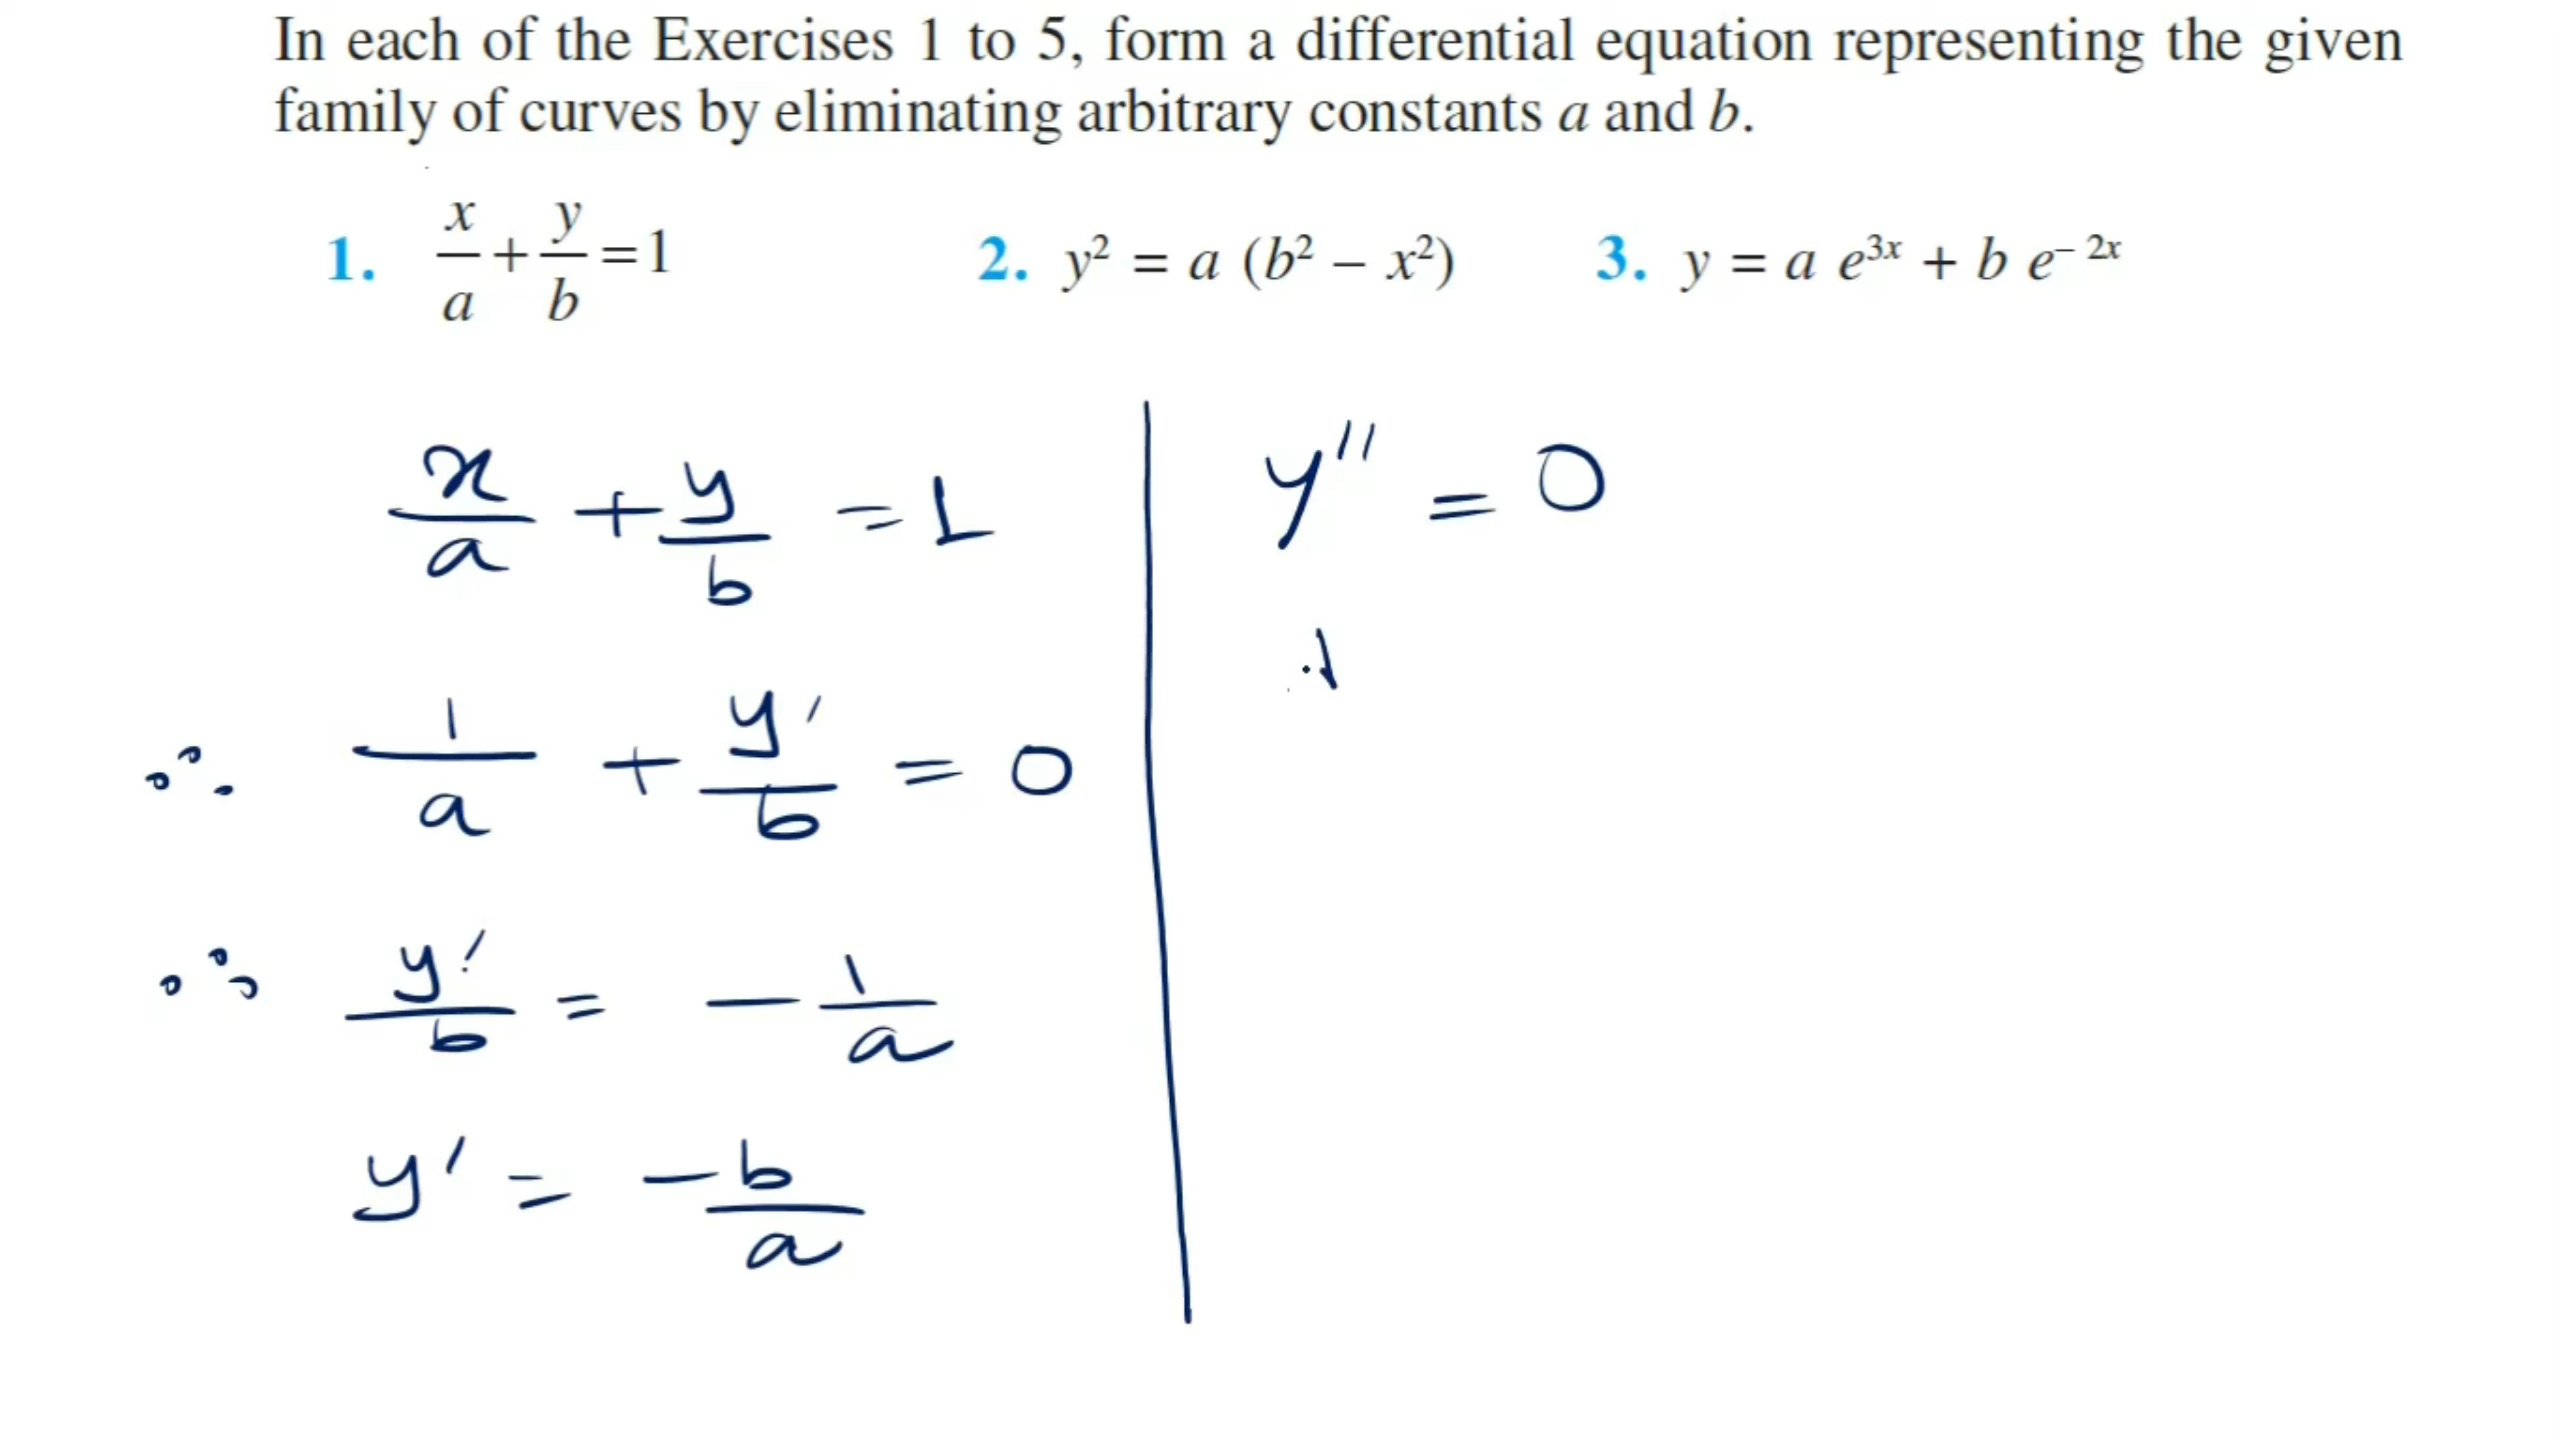 In each of the Exercises 1 to 5, form a differential equation representing the given
family of curves by eliminating arbitrary constants a and b.
1. x/a + y/b = 1 2. y² = a (b² – x²) 3. y = a e³ˣ + b e⁻ ²ˣ
x/a + y/b = 1
∴ 1/a + y'/b = 0
∴ y'/b = - 1/a
y' = -b/a
y'' = 0